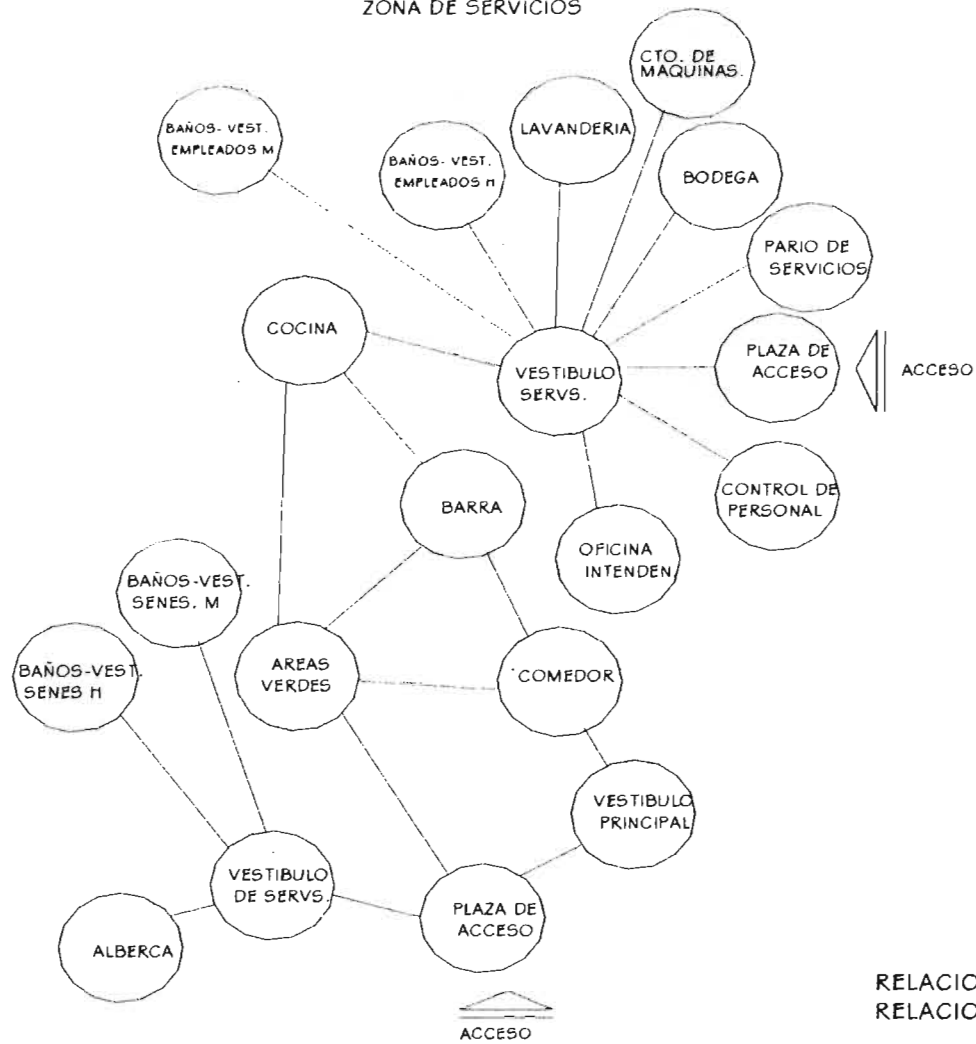 ZONA DE SERVICIOS
CTO. DE
MAQUINAS.
BAÑOS- VEST.
EMPLEADOS M
LAVANDERIA
BAÑOS- VEST.
EMPLEADOS H
BODEGA
PARIO DE
SERVICIOS
COCINA
VESTIBULO
SERVS.
PLAZA DE
ACCESO
ACCESO
CONTROL DE
PERSONAL
BARRA
OFICINA
INTENDEN.
BAÑOS-VEST.
SENES. M
BAÑOS-VEST.
SENES H
AREAS
VERDES
COMEDOR
VESTIBULO
PRINCIPAL
VESTIBULO
DE SERVS.
PLAZA DE
ACCESO
ALBERCA
ACCESO
RELACIO
RELACIO